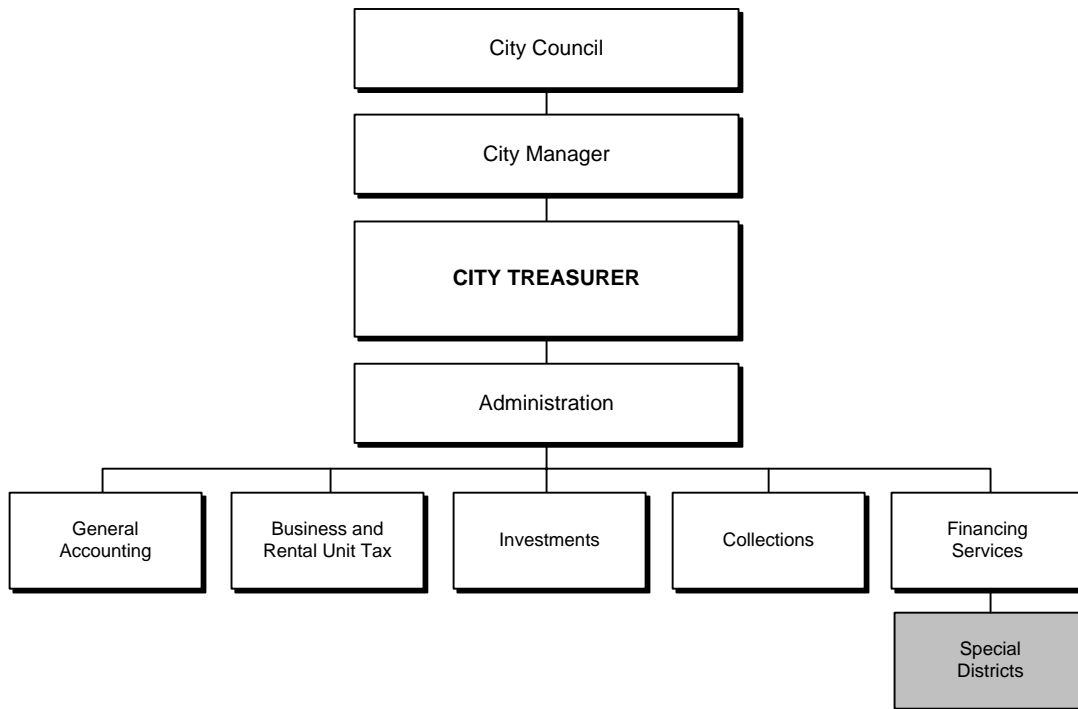 City Council
City Manager
CITY TREASURER
Administration
General
Accounting
Business and
Rental Unit Tax
Investments
Collections
Financing
Services
Special
Districts